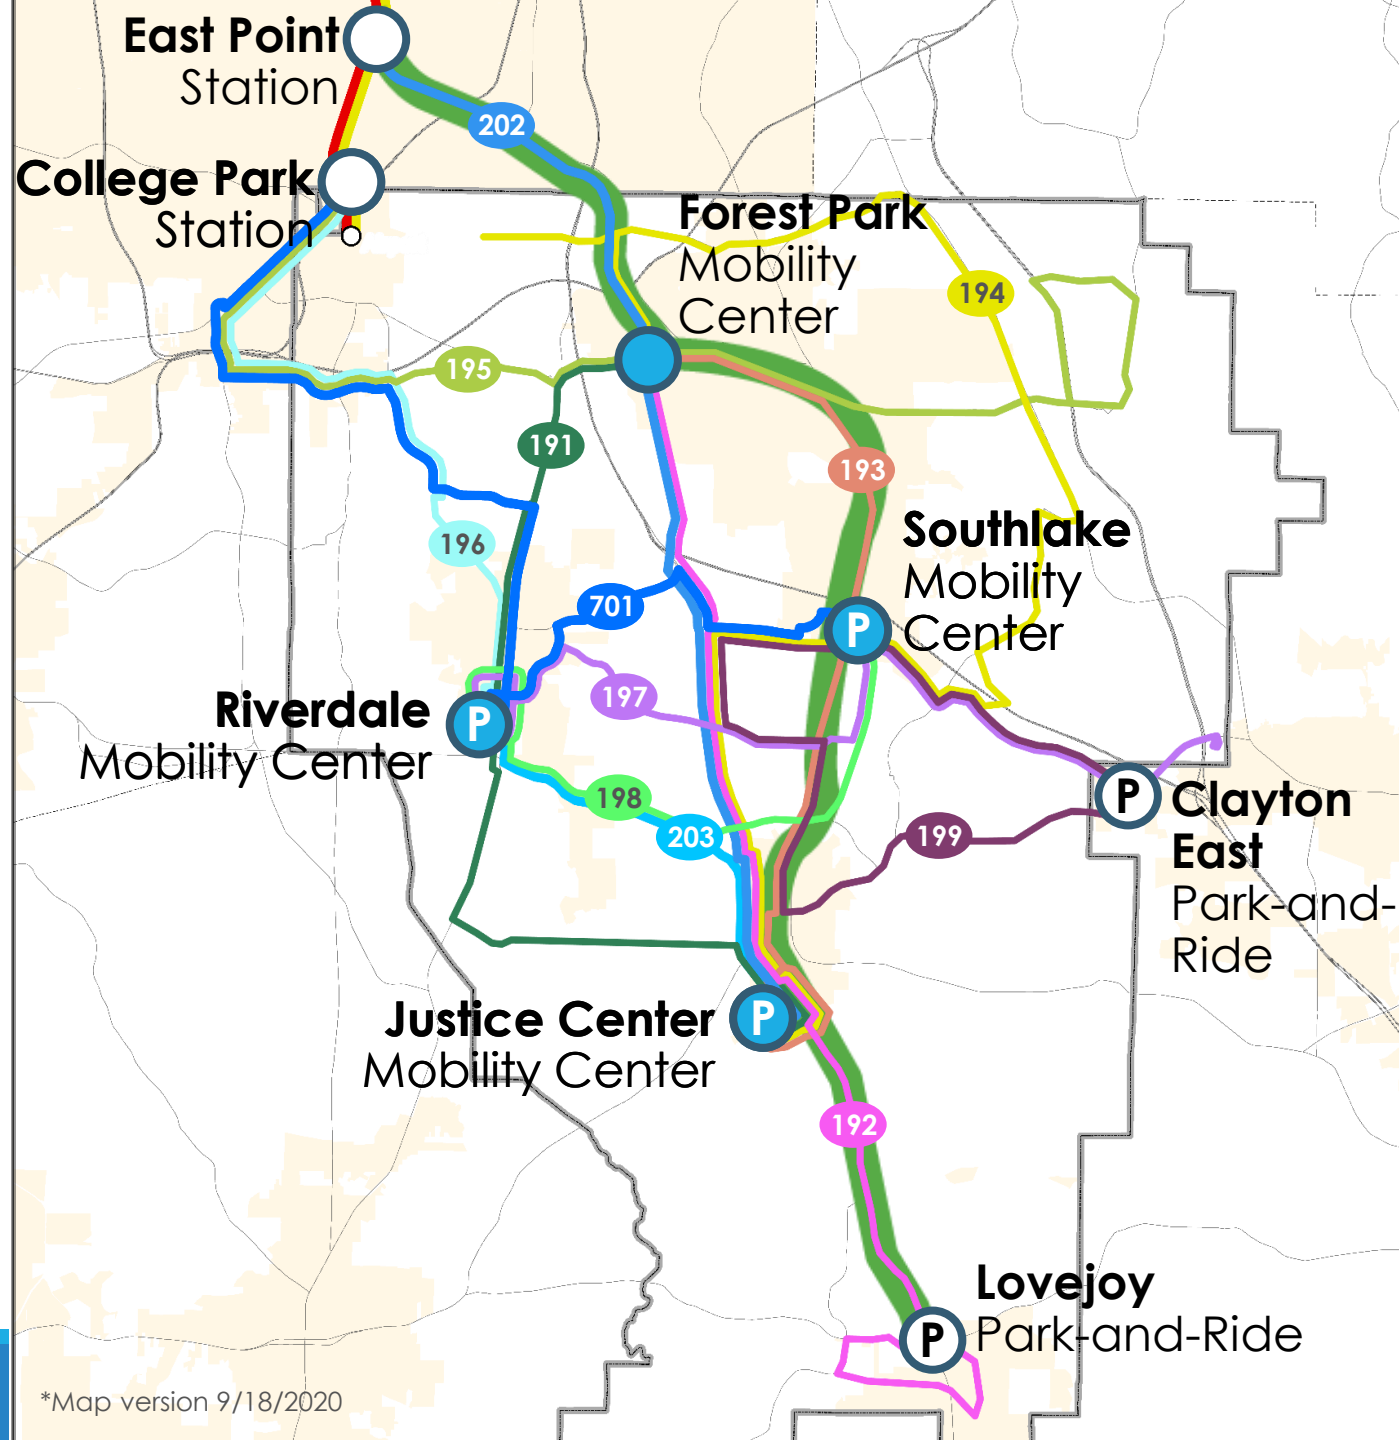 East Point
Station
202
College Park
Station
Forest Park
Mobility
Center
194
195
191
193
Southlake
Mobility
Center
196
701
P
197
Riverdale
Mobility Center
P
198
203
199
P
Clayton
East
Park-and-
Ride
Justice Center
Mobility Center
P
192
Lovejoy
Park-and-Ride
P
*Map version 9/18/2020